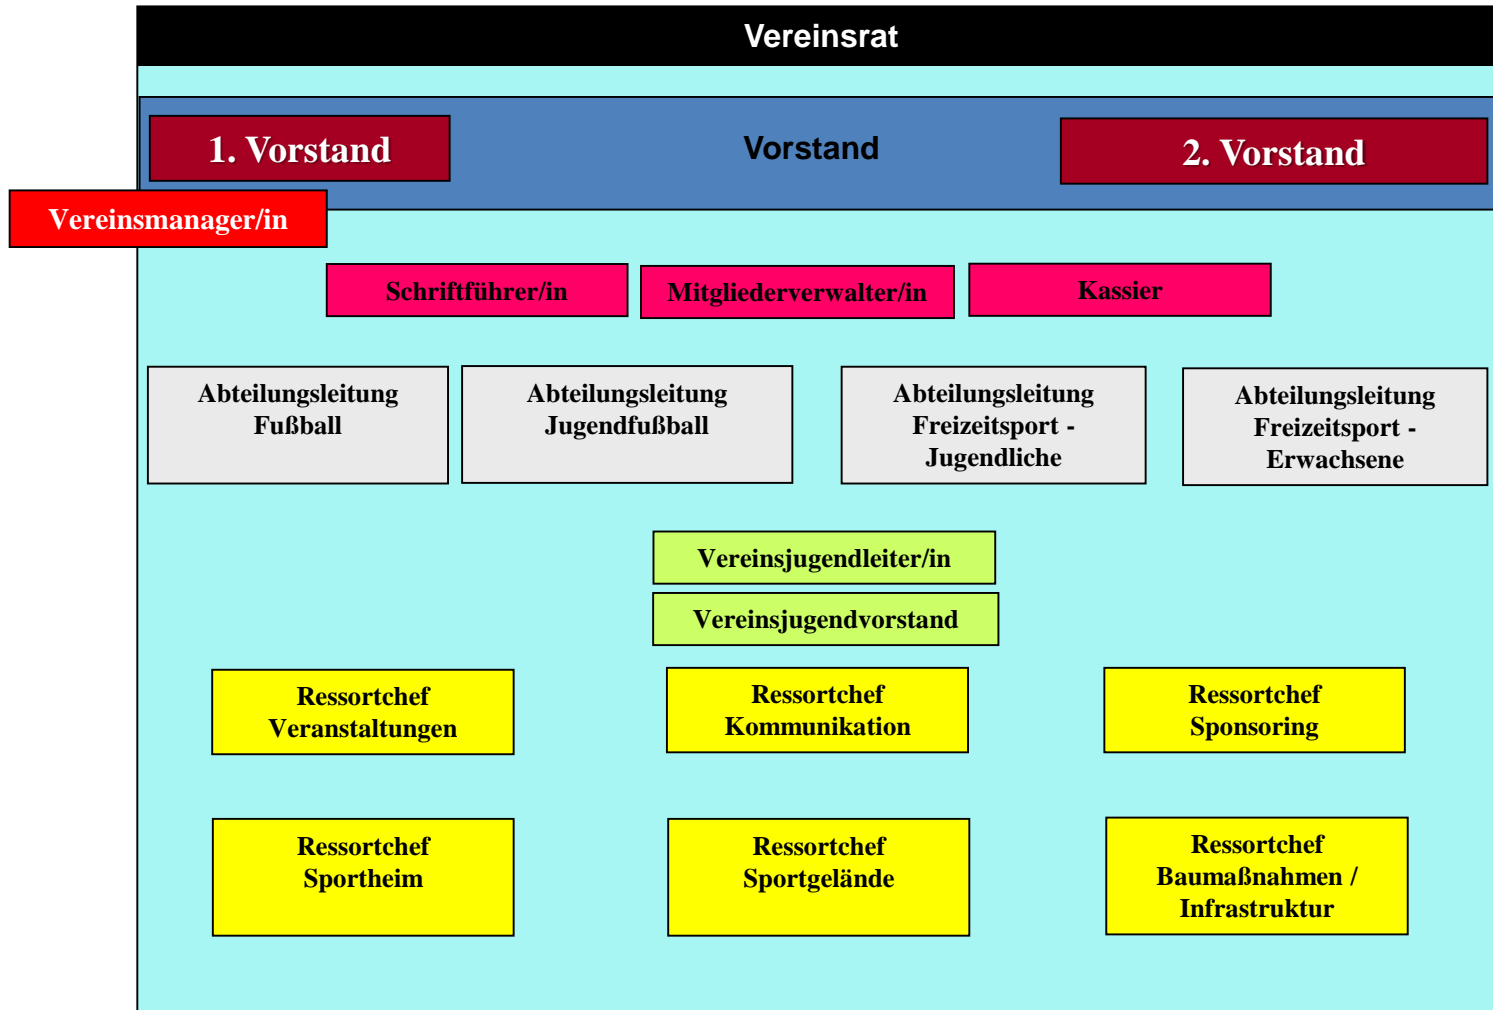 Vereinsrat
1. Vorstand
Vorstand
2. Vorstand
Vereinsmanager/in
Schriftführer/in
Mitgliederverwalter/in
Kassier
Abteilungsleitung
Fußball
Abteilungsleitung
Jugendfußball
Abteilungsleitung
Freizeitsport -
Jugendliche
Abteilungsleitung
Freizeitsport -
Erwachsene
Vereinsjugendleiter/in
Vereinsjugendvorstand
Ressortchef
Veranstaltungen
Ressortchef
Kommunikation
Ressortchef
Sponsoring
Ressortchef
Sportheim
Ressortchef
Sportgelände
Ressortchef
Baumaßnahmen /
Infrastruktur